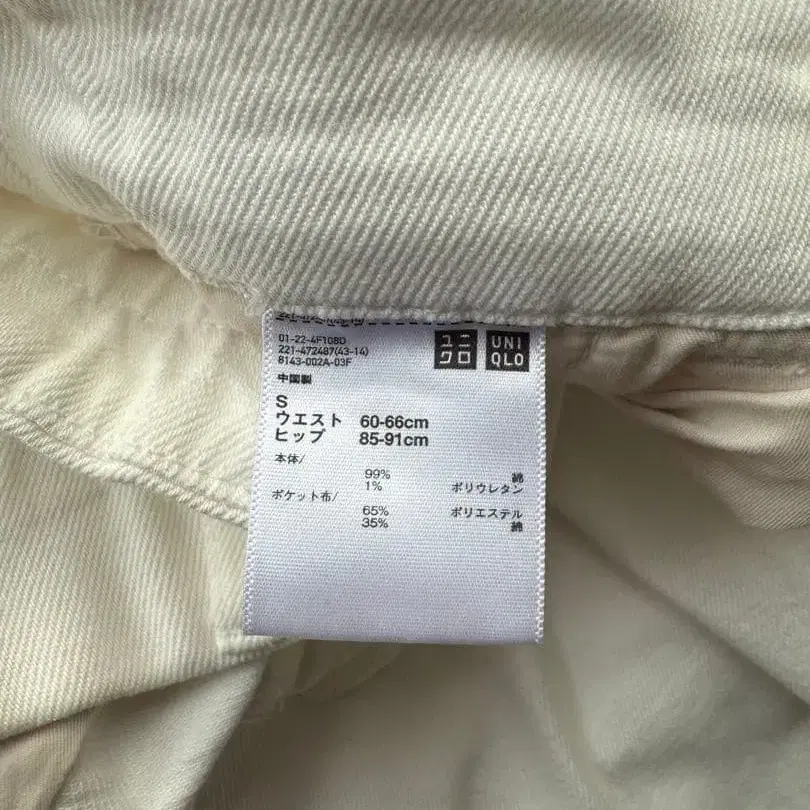 ユニクロ
UNIQLO
01-22-4F108D
221-472487(43-14)
8143-002A-03F
中国製
S
ウエスト 60-66cm
ヒップ 85-91cm
本体/
99% 綿
1% ポリウレタン
ポケット布/
65% ポリエステル
35% 綿